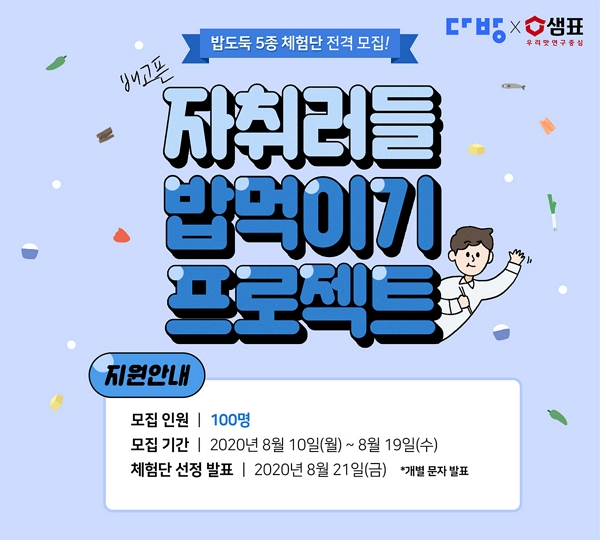 다방 × 샘표
우리맛연구중심
밥도둑 5종 체험단 전격 모집!
배고픈
자취러들
밥먹이기
프로젝트
지원안내
모집 인원 | 100명
모집 기간 | 2020년 8월 10일(월) ~ 8월 19일(수)
체험단 선정 발표 | 2020년 8월 21일(금) *개별 문자 발표